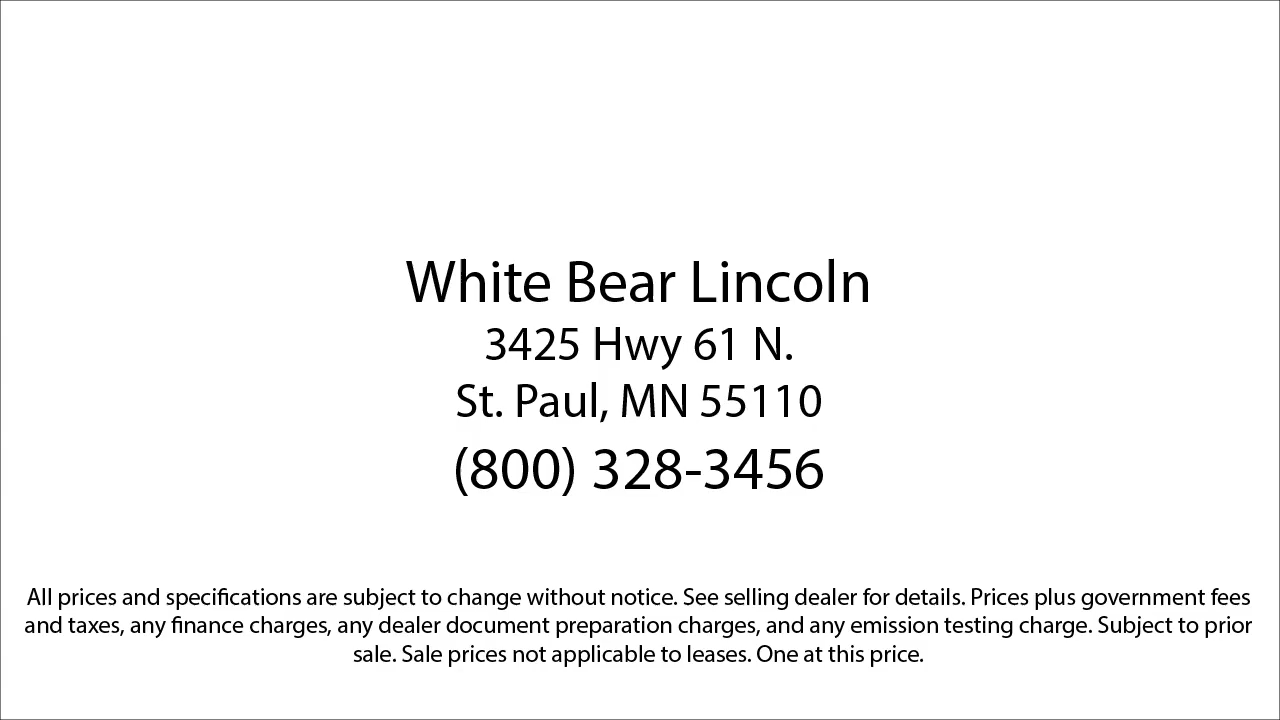 White Bear Lincoln
3425 Hwy 61 N.
St. Paul, MN 55110
(800) 328-3456
All prices and specifications are subject to change without notice. See selling dealer for details. Prices plus government fees
and taxes, any finance charges, any dealer document preparation charges, and any emission testing charge. Subject to prior
sale. Sale prices not applicable to leases. One at this price.